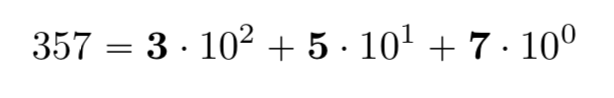 357 = 3 · 10² + 5 · 10¹ + 7 · 10⁰